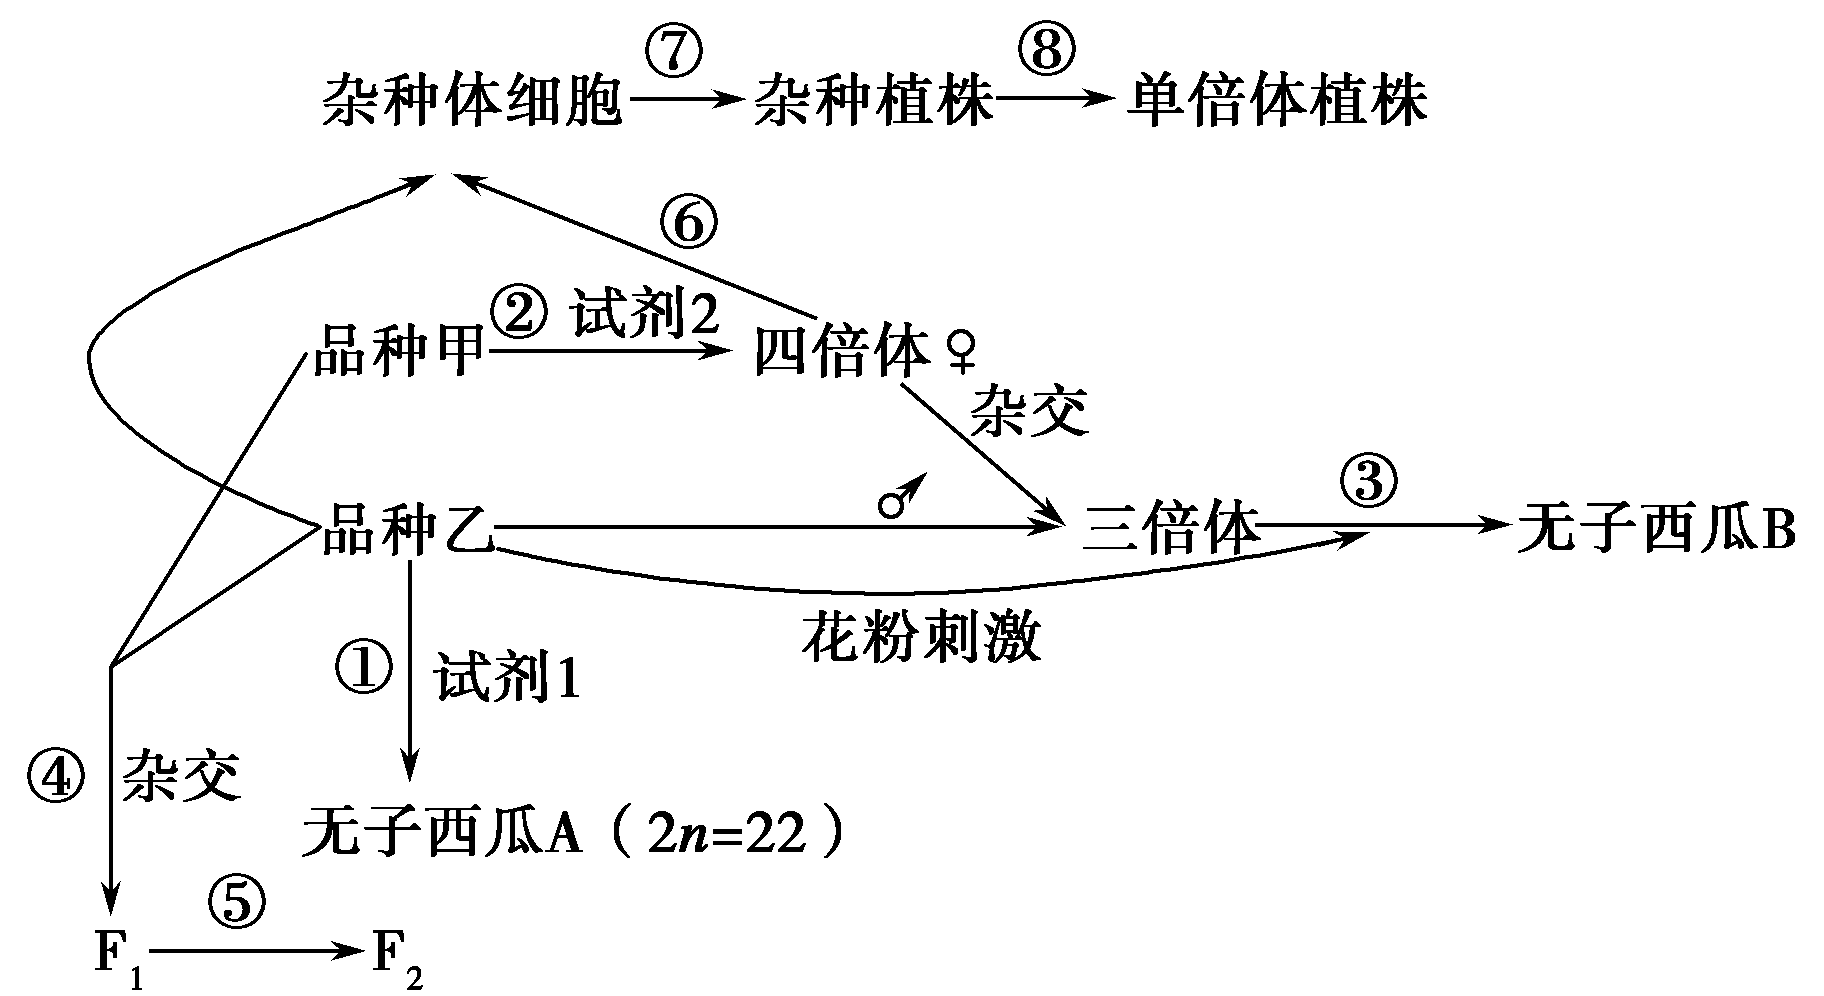 ⑦ ⑧
杂种体细胞 杂种植株 单倍体植株
⑥
② 试剂2
品种甲 四倍体♀
杂交
③
♂
品种乙 三倍体 无子西瓜B
花粉刺激
① 试剂1
④ 杂交
无子西瓜A（2n=22）
⑤
F1 F2